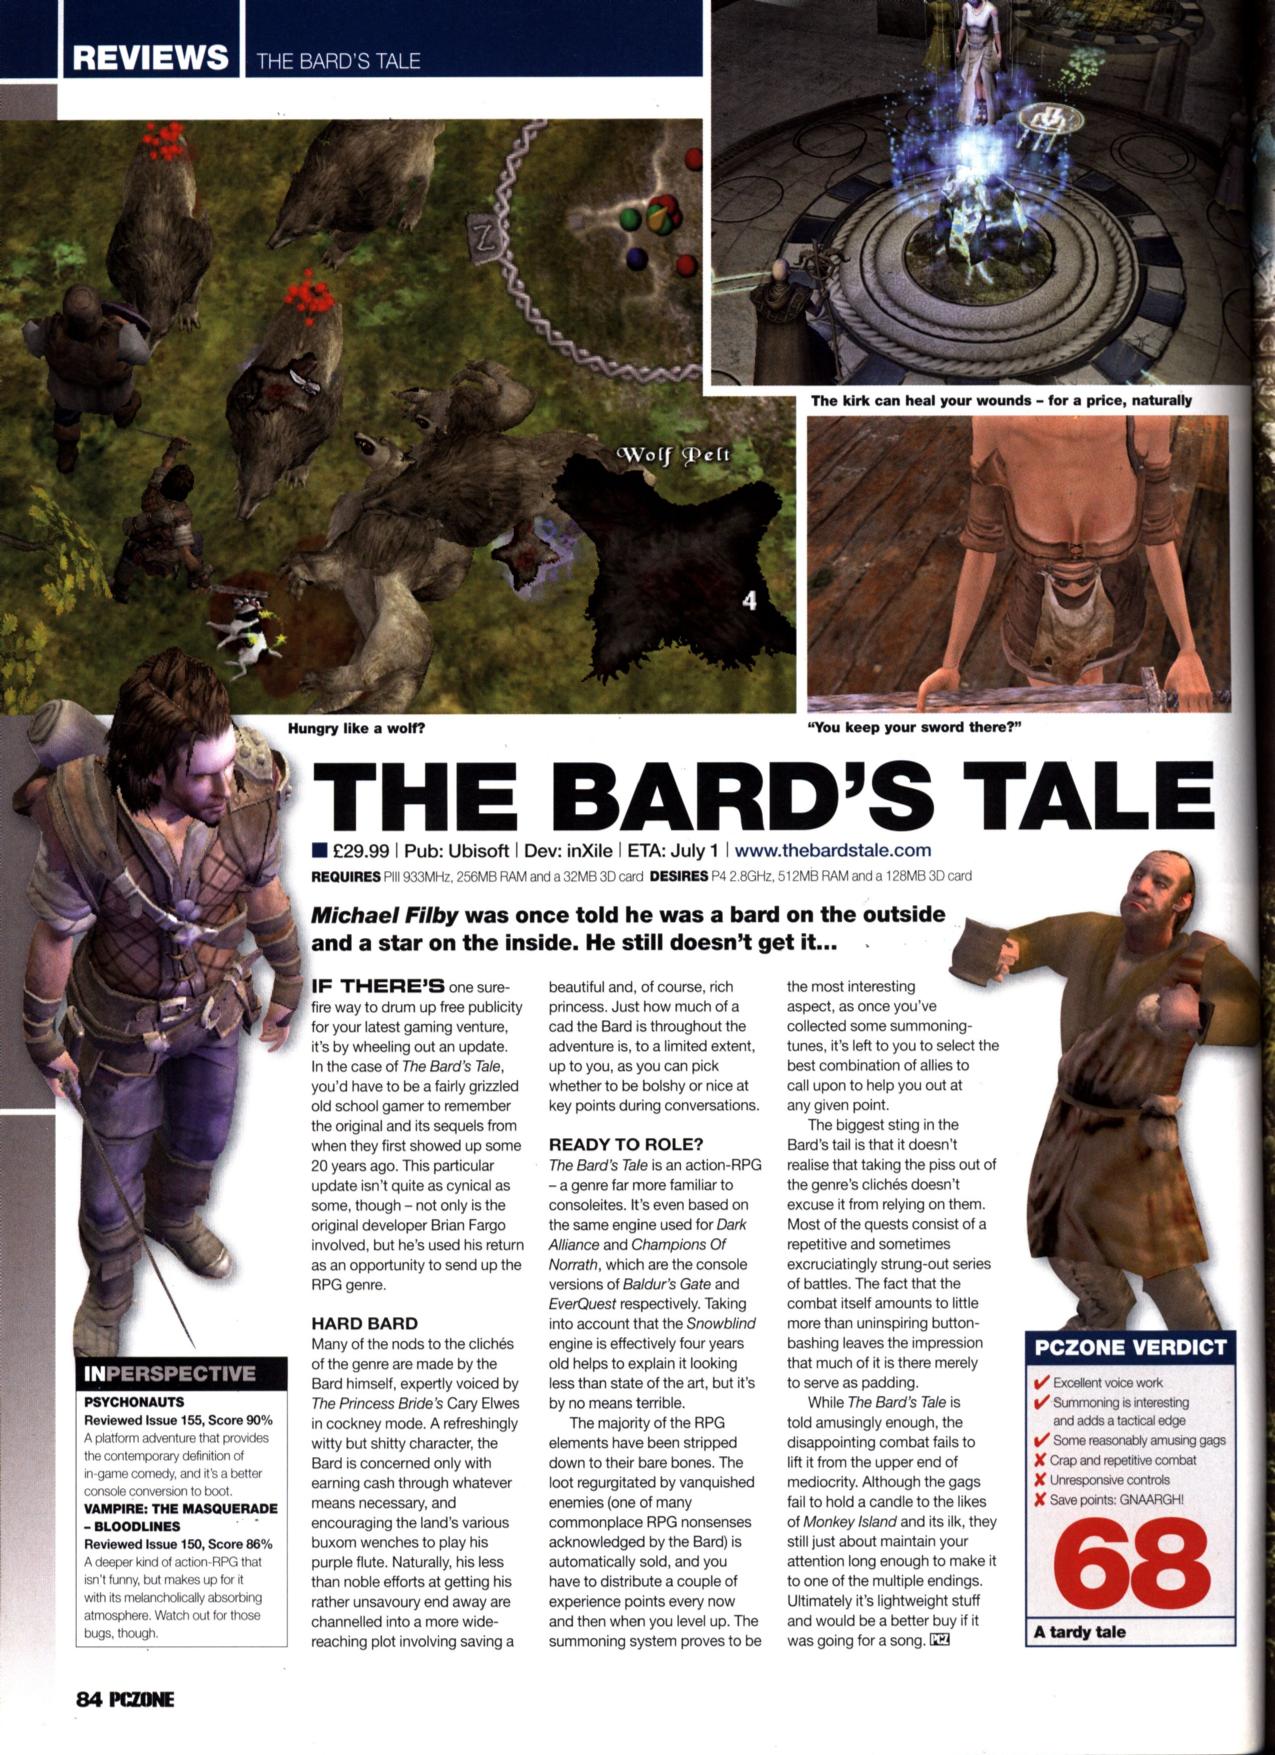 REVIEWS
THE BARD'S TALE
Z
Wolf Pelt
4
The kirk can heal your wounds – for a price, naturally
Hungry like a wolf?
“You keep your sword there?”
THE BARD'S TALE
£29.99 | Pub: Ubisoft | Dev: inXile | ETA: July 1 | www.thebardstale.com
REQUIRES PIII 933MHz, 256MB RAM and a 32MB 3D card DESIRES P4 2.8GHz, 512MB RAM and a 128MB 3D card
Michael Filby was once told he was a bard on the outside
and a star on the inside. He still doesn't get it...
IF THERE'S one sure-
fire way to drum up free publicity
for your latest gaming venture,
it's by wheeling out an update.
In the case of The Bard's Tale,
you'd have to be a fairly grizzled
old school gamer to remember
the original and its sequels from
when they first showed up some
20 years ago. This particular
update isn't quite as cynical as
some, though – not only is the
original developer Brian Fargo
involved, but he's used his return
as an opportunity to send up the
RPG genre.
HARD BARD
Many of the nods to the clichés
of the genre are made by the
Bard himself, expertly voiced by
The Princess Bride's Cary Elwes
in cockney mode. A refreshingly
witty but shitty character, the
Bard is concerned only with
earning cash through whatever
means necessary, and
encouraging the land's various
buxom wenches to play his
purple flute. Naturally, his less
than noble efforts at getting his
rather unsavoury end away are
channelled into a more wide-
reaching plot involving saving a
beautiful and, of course, rich
princess. Just how much of a
cad the Bard is throughout the
adventure is, to a limited extent,
up to you, as you can pick
whether to be bolshy or nice at
key points during conversations.
READY TO ROLE?
The Bard's Tale is an action-RPG
– a genre far more familiar to
consoleites. It's even based on
the same engine used for Dark
Alliance and Champions Of
Norrath, which are the console
versions of Baldur's Gate and
EverQuest respectively. Taking
into account that the Snowblind
engine is effectively four years
old helps to explain it looking
less than state of the art, but it's
by no means terrible.
The majority of the RPG
elements have been stripped
down to their bare bones. The
loot regurgitated by vanquished
enemies (one of many
commonplace RPG nonsenses
acknowledged by the Bard) is
automatically sold, and you
have to distribute a couple of
experience points every now
and then when you level up. The
summoning system proves to be
the most interesting
aspect, as once you've
collected some summoning-
tunes, it's left to you to select the
best combination of allies to
call upon to help you out at
any given point.
The biggest sting in the
Bard's tail is that it doesn't
realise that taking the piss out of
the genre's clichés doesn't
excuse it from relying on them.
Most of the quests consist of a
repetitive and sometimes
excruciatingly strung-out series
of battles. The fact that the
combat itself amounts to little
more than uninspiring button-
bashing leaves the impression
that much of it is there merely
to serve as padding.
While The Bard's Tale is
told amusingly enough, the
disappointing combat fails to
lift it from the upper end of
mediocrity. Although the gags
fail to hold a candle to the likes
of Monkey Island and its ilk, they
still just about maintain your
attention long enough to make it
to one of the multiple endings.
Ultimately it's lightweight stuff
and would be a better buy if it
was going for a song. PCZ
INPERSPECTIVE
PSYCHONAUTS
Reviewed Issue 155, Score 90%
A platform adventure that provides
the contemporary definition of
in-game comedy, and it's a better
console conversion to boot.
VAMPIRE: THE MASQUERADE
– BLOODLINES
Reviewed Issue 150, Score 86%
A deeper kind of action-RPG that
isn't funny, but makes up for it
with its melancholically absorbing
atmosphere. Watch out for those
bugs, though.
PCZONE VERDICT
✔ Excellent voice work
✔ Summoning is interesting
and adds a tactical edge
✔ Some reasonably amusing gags
✘ Crap and repetitive combat
✘ Unresponsive controls
✘ Save points: GNAARGH!
68
A tardy tale
84 PCZONE